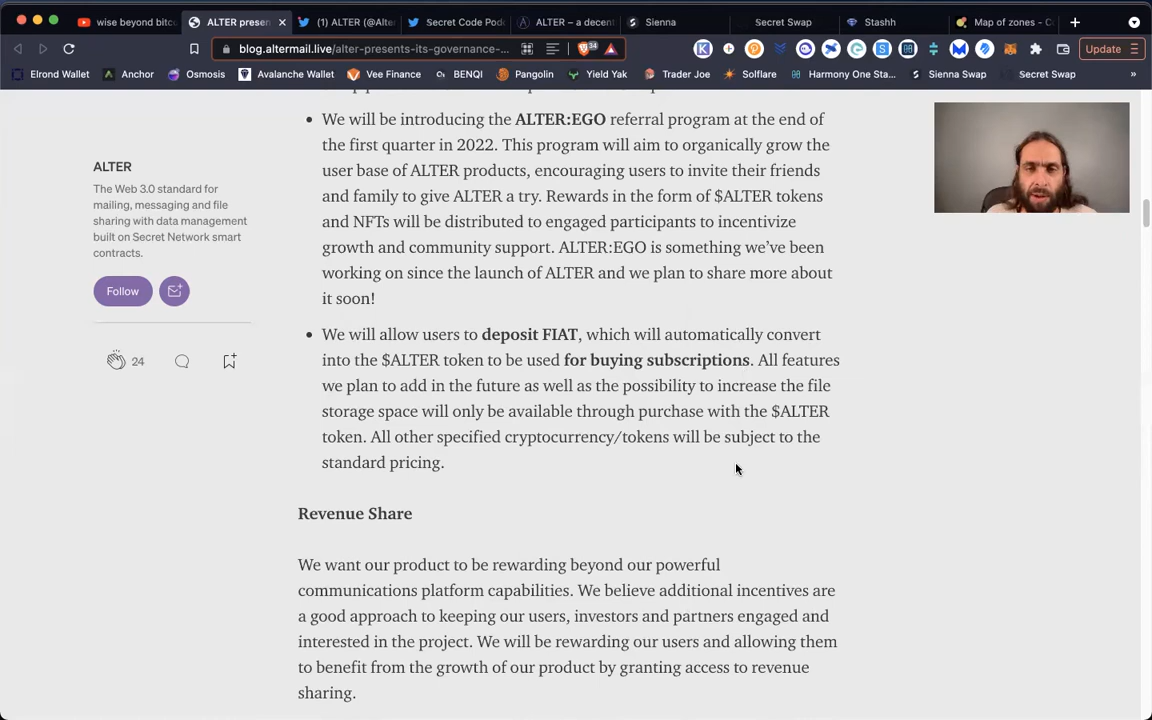 wise beyond bitco
ALTER presen
(1) ALTER (@Alte
Secret Code Pod
ALTER – a decent
Sienna
Secret Swap
Stashh
Map of zones - C
blog.altermail.live/alter-presents-its-governance-...
34
Update
Elrond Wallet
Anchor
Osmosis
Avalanche Wallet
Vee Finance
BENQI
Pangolin
Yield Yak
Trader Joe
Solflare
Harmony One Sta...
Sienna Swap
Secret Swap
»
ALTER
The Web 3.0 standard for
mailing, messaging and file
sharing with data management
built on Secret Network smart
contracts.
Follow
24
• We will be introducing the ALTER:EGO referral program at the end of
the first quarter in 2022. This program will aim to organically grow the
user base of ALTER products, encouraging users to invite their friends
and family to give ALTER a try. Rewards in the form of $ALTER tokens
and NFTs will be distributed to engaged participants to incentivize
growth and community support. ALTER:EGO is something we've been
working on since the launch of ALTER and we plan to share more about
it soon!
• We will allow users to deposit FIAT, which will automatically convert
into the $ALTER token to be used for buying subscriptions. All features
we plan to add in the future as well as the possibility to increase the file
storage space will only be available through purchase with the $ALTER
token. All other specified cryptocurrency/tokens will be subject to the
standard pricing.
Revenue Share
We want our product to be rewarding beyond our powerful
communications platform capabilities. We believe additional incentives are
a good approach to keeping our users, investors and partners engaged and
interested in the project. We will be rewarding our users and allowing them
to benefit from the growth of our product by granting access to revenue
sharing.